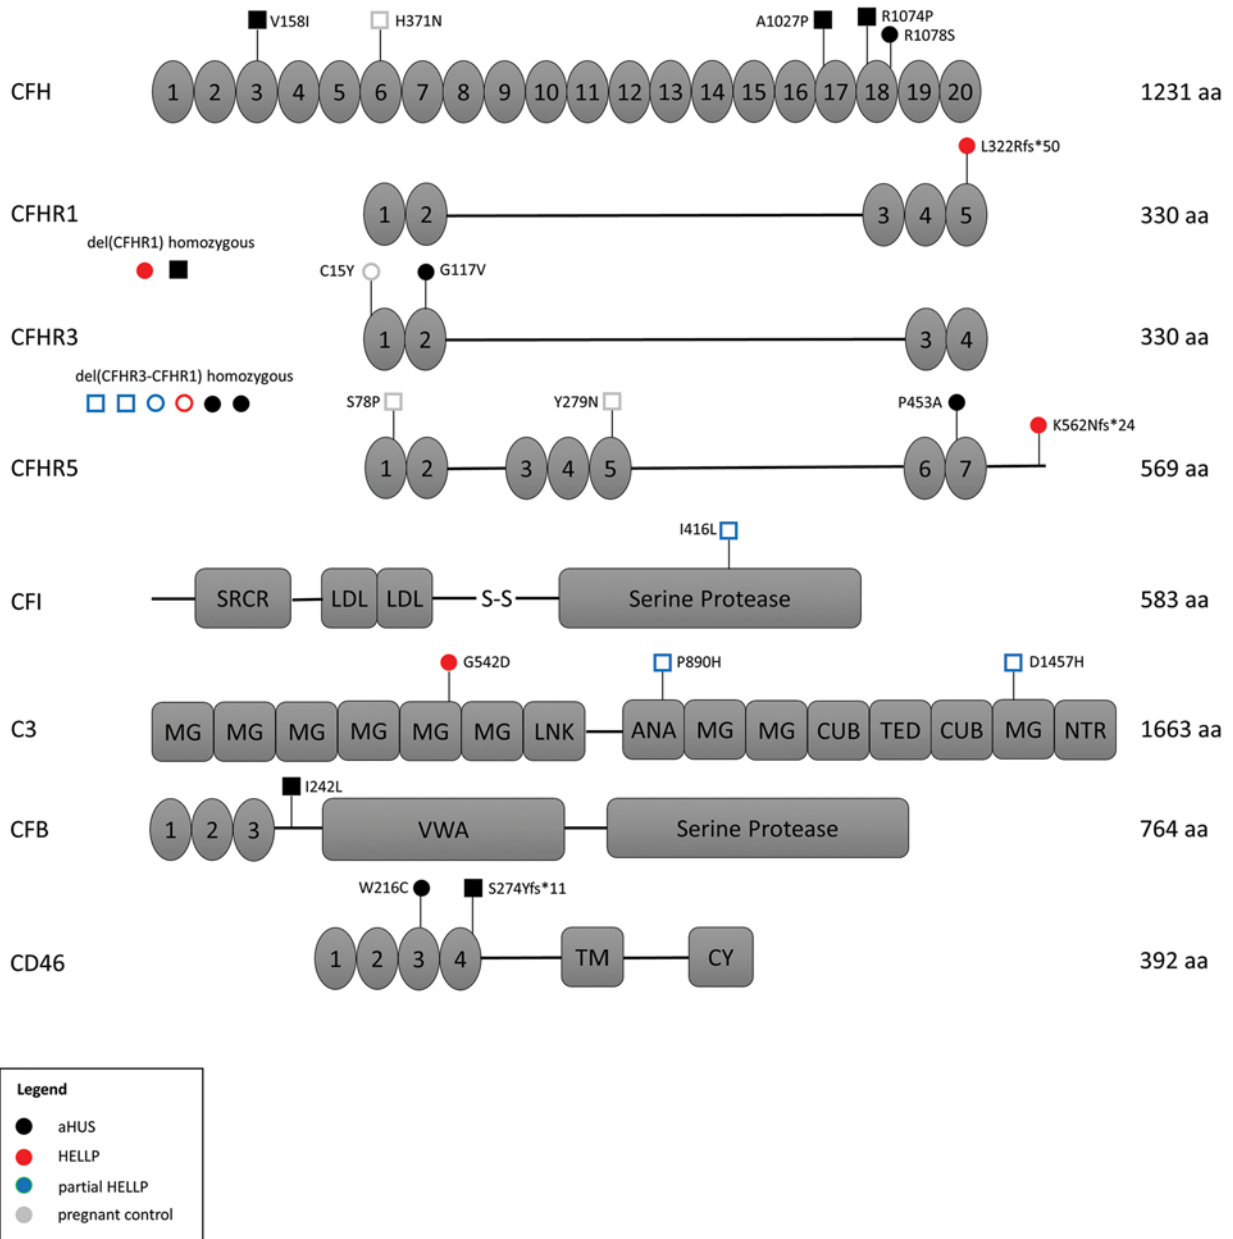 V158I H371N A1027P R1074P
R1078S
CFH 1 2 3 4 5 6 7 8 9 10 11 12 13 14 15 16 17 18 19 20 1231 aa
L322Rfs*50
CFHR1 1 2 3 4 5 330 aa
del(CFHR1) homozygous
C15Y G117V
CFHR3 1 2 3 4 330 aa
del(CFHR3-CFHR1) homozygous
S78P Y279N P453A
K562Nfs*24
CFHR5 1 2 3 4 5 6 7 569 aa
I416L
CFI SRCR LDL LDL S-S Serine Protease 583 aa
G542D P890H D1457H
C3 MG MG MG MG MG MG LNK ANA MG MG CUB TED CUB MG NTR 1663 aa
I242L
CFB 1 2 3 VWA Serine Protease 764 aa
W216C S274Yfs*11
CD46 1 2 3 4 TM CY 392 aa
Legend
aHUS
HELLP
partial HELLP
pregnant control